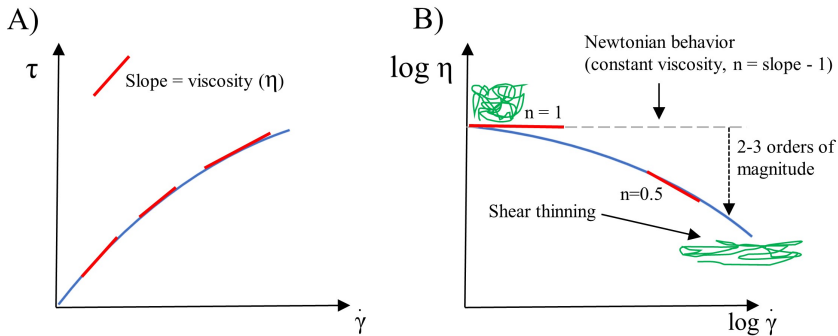 A)
τ
Slope = viscosity (η)
γ̇
B)
log η
Newtonian behavior
(constant viscosity, n = slope - 1)
n = 1
2-3 orders of
magnitude
n=0.5
Shear thinning
log γ̇